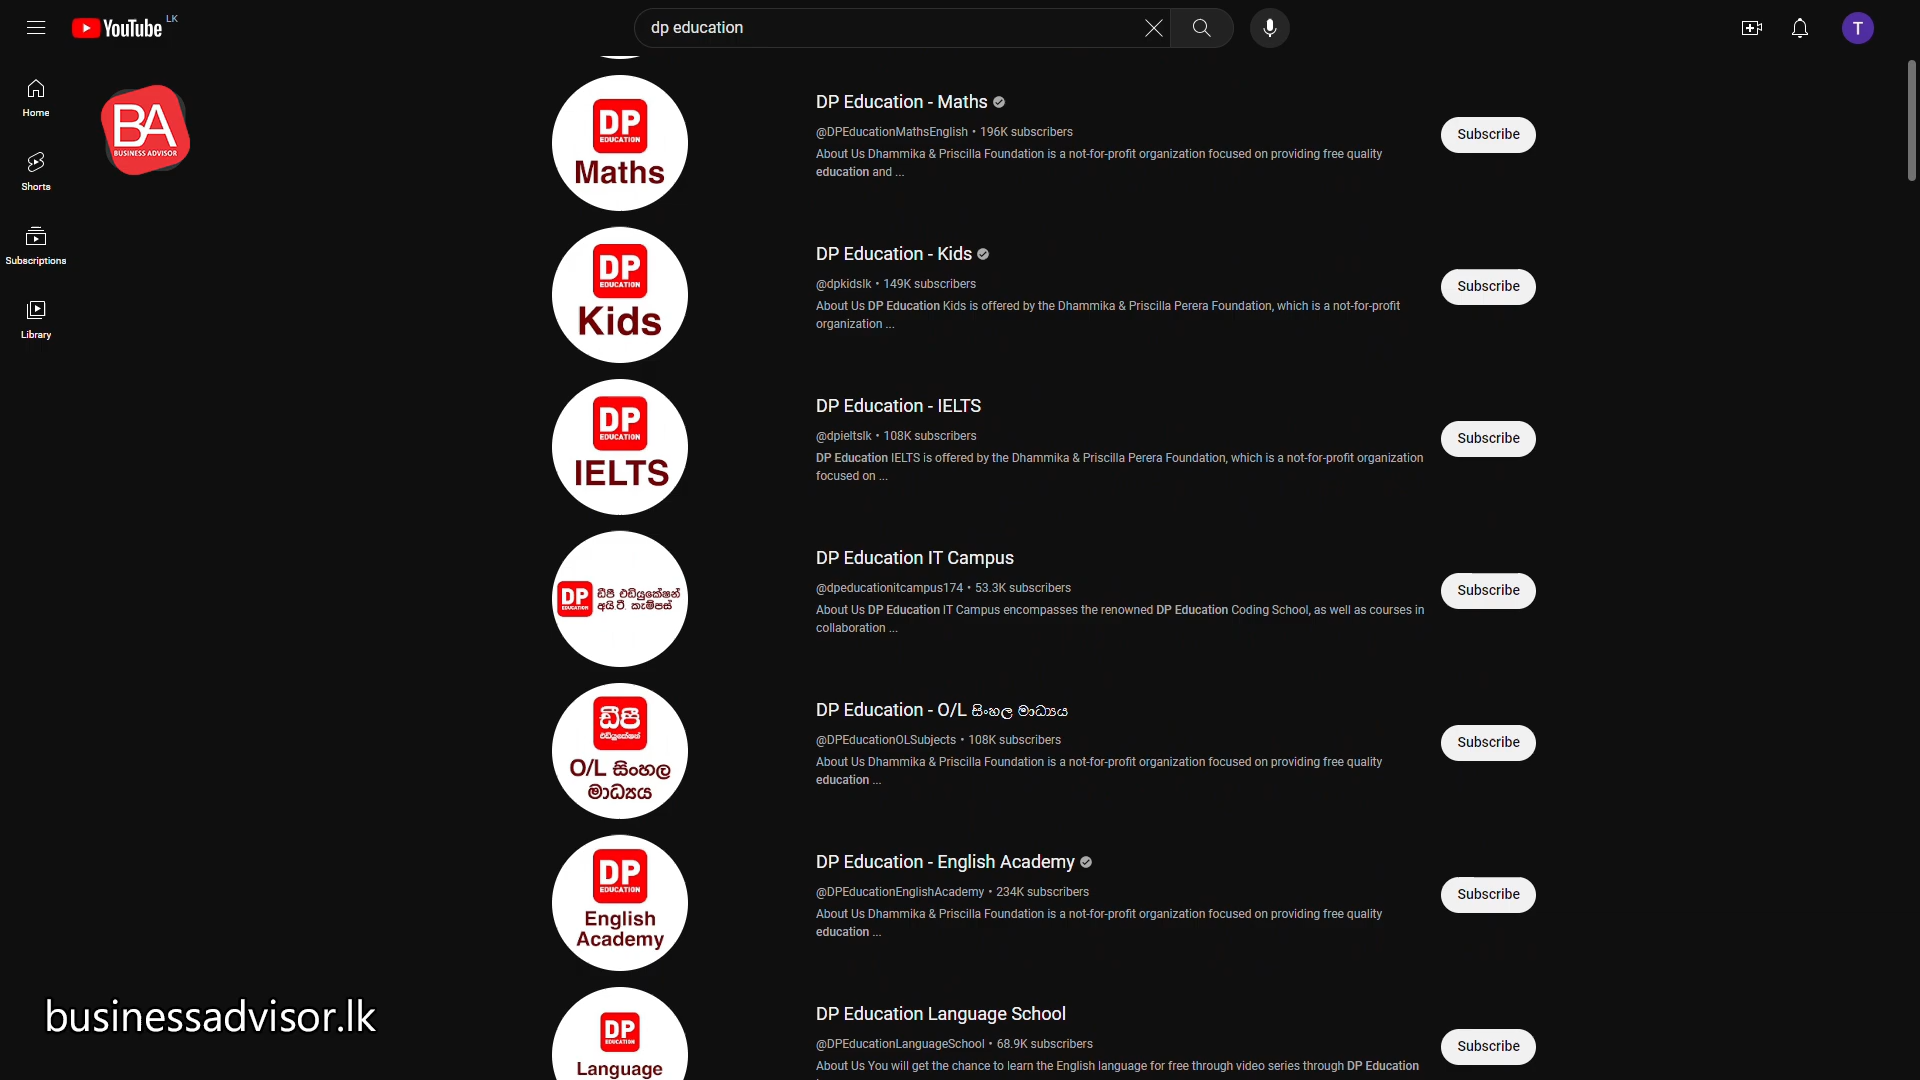 YouTube LK
dp education
T
Home
Shorts
Subscriptions
Library
BA
BUSINESS ADVISOR
DP
EDUCATION
Maths
DP Education - Maths
@DPEducationMathsEnglish • 196K subscribers
About Us Dhammika & Priscilla Foundation is a not-for-profit organization focused on providing free quality
education and ...
Subscribe
DP
EDUCATION
Kids
DP Education - Kids
@dpkidslk • 149K subscribers
About Us DP Education Kids is offered by the Dhammika & Priscilla Perera Foundation, which is a not-for-profit
organization ...
Subscribe
DP
EDUCATION
IELTS
DP Education - IELTS
@dpieltslk • 108K subscribers
DP Education IELTS is offered by the Dhammika & Priscilla Perera Foundation, which is a not-for-profit organization
focused on ...
Subscribe
DP
EDUCATION
ඩීපී එඩියුකේෂන්
අයි.ටී. කැම්පස්
DP Education IT Campus
@dpeducationitcampus174 • 53.3K subscribers
About Us DP Education IT Campus encompasses the renowned DP Education Coding School, as well as courses in
collaboration ...
Subscribe
ඩීපී
එඩියුකේෂන්
O/L සිංහල
මාධ්‍යය
DP Education - O/L සිංහල මාධ්‍යය
@DPEducationOLSubjects • 108K subscribers
About Us Dhammika & Priscilla Foundation is a not-for-profit organization focused on providing free quality
education ...
Subscribe
DP
EDUCATION
English
Academy
DP Education - English Academy
@DPEducationEnglishAcademy • 234K subscribers
About Us Dhammika & Priscilla Foundation is a not-for-profit organization focused on providing free quality
education ...
Subscribe
DP
EDUCATION
Language
DP Education Language School
@DPEducationLanguageSchool • 68.9K subscribers
About Us You will get the chance to learn the English language for free through video series through DP Education
Subscribe
businessadvisor.lk